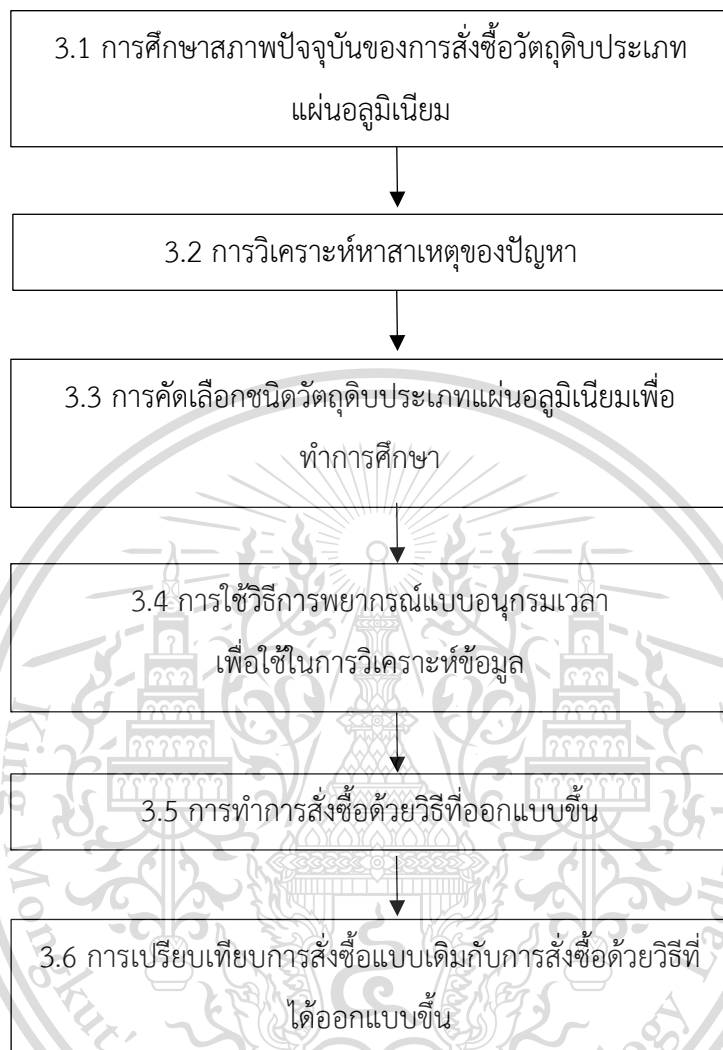 3.1 การศึกษาสภาพปัจจุบันของการสั่งซื้อวัตถุดิบประเภท
แผ่นอลูมิเนียม
3.2 การวิเคราะห์หาสาเหตุของปัญหา
3.3 การคัดเลือกชนิดวัตถุดิบประเภทแผ่นอลูมิเนียมเพื่อ
ทำการศึกษา
3.4 การใช้วิธีการพยากรณ์แบบอนุกรมเวลา
เพื่อใช้ในการวิเคราะห์ข้อมูล
3.5 การทำการสั่งซื้อด้วยวิธีที่ออกแบบขึ้น
3.6 การเปรียบเทียบการสั่งซื้อแบบเดิมกับการสั่งซื้อด้วยวิธีที่
ได้ออกแบบขึ้น
King Mongkut's